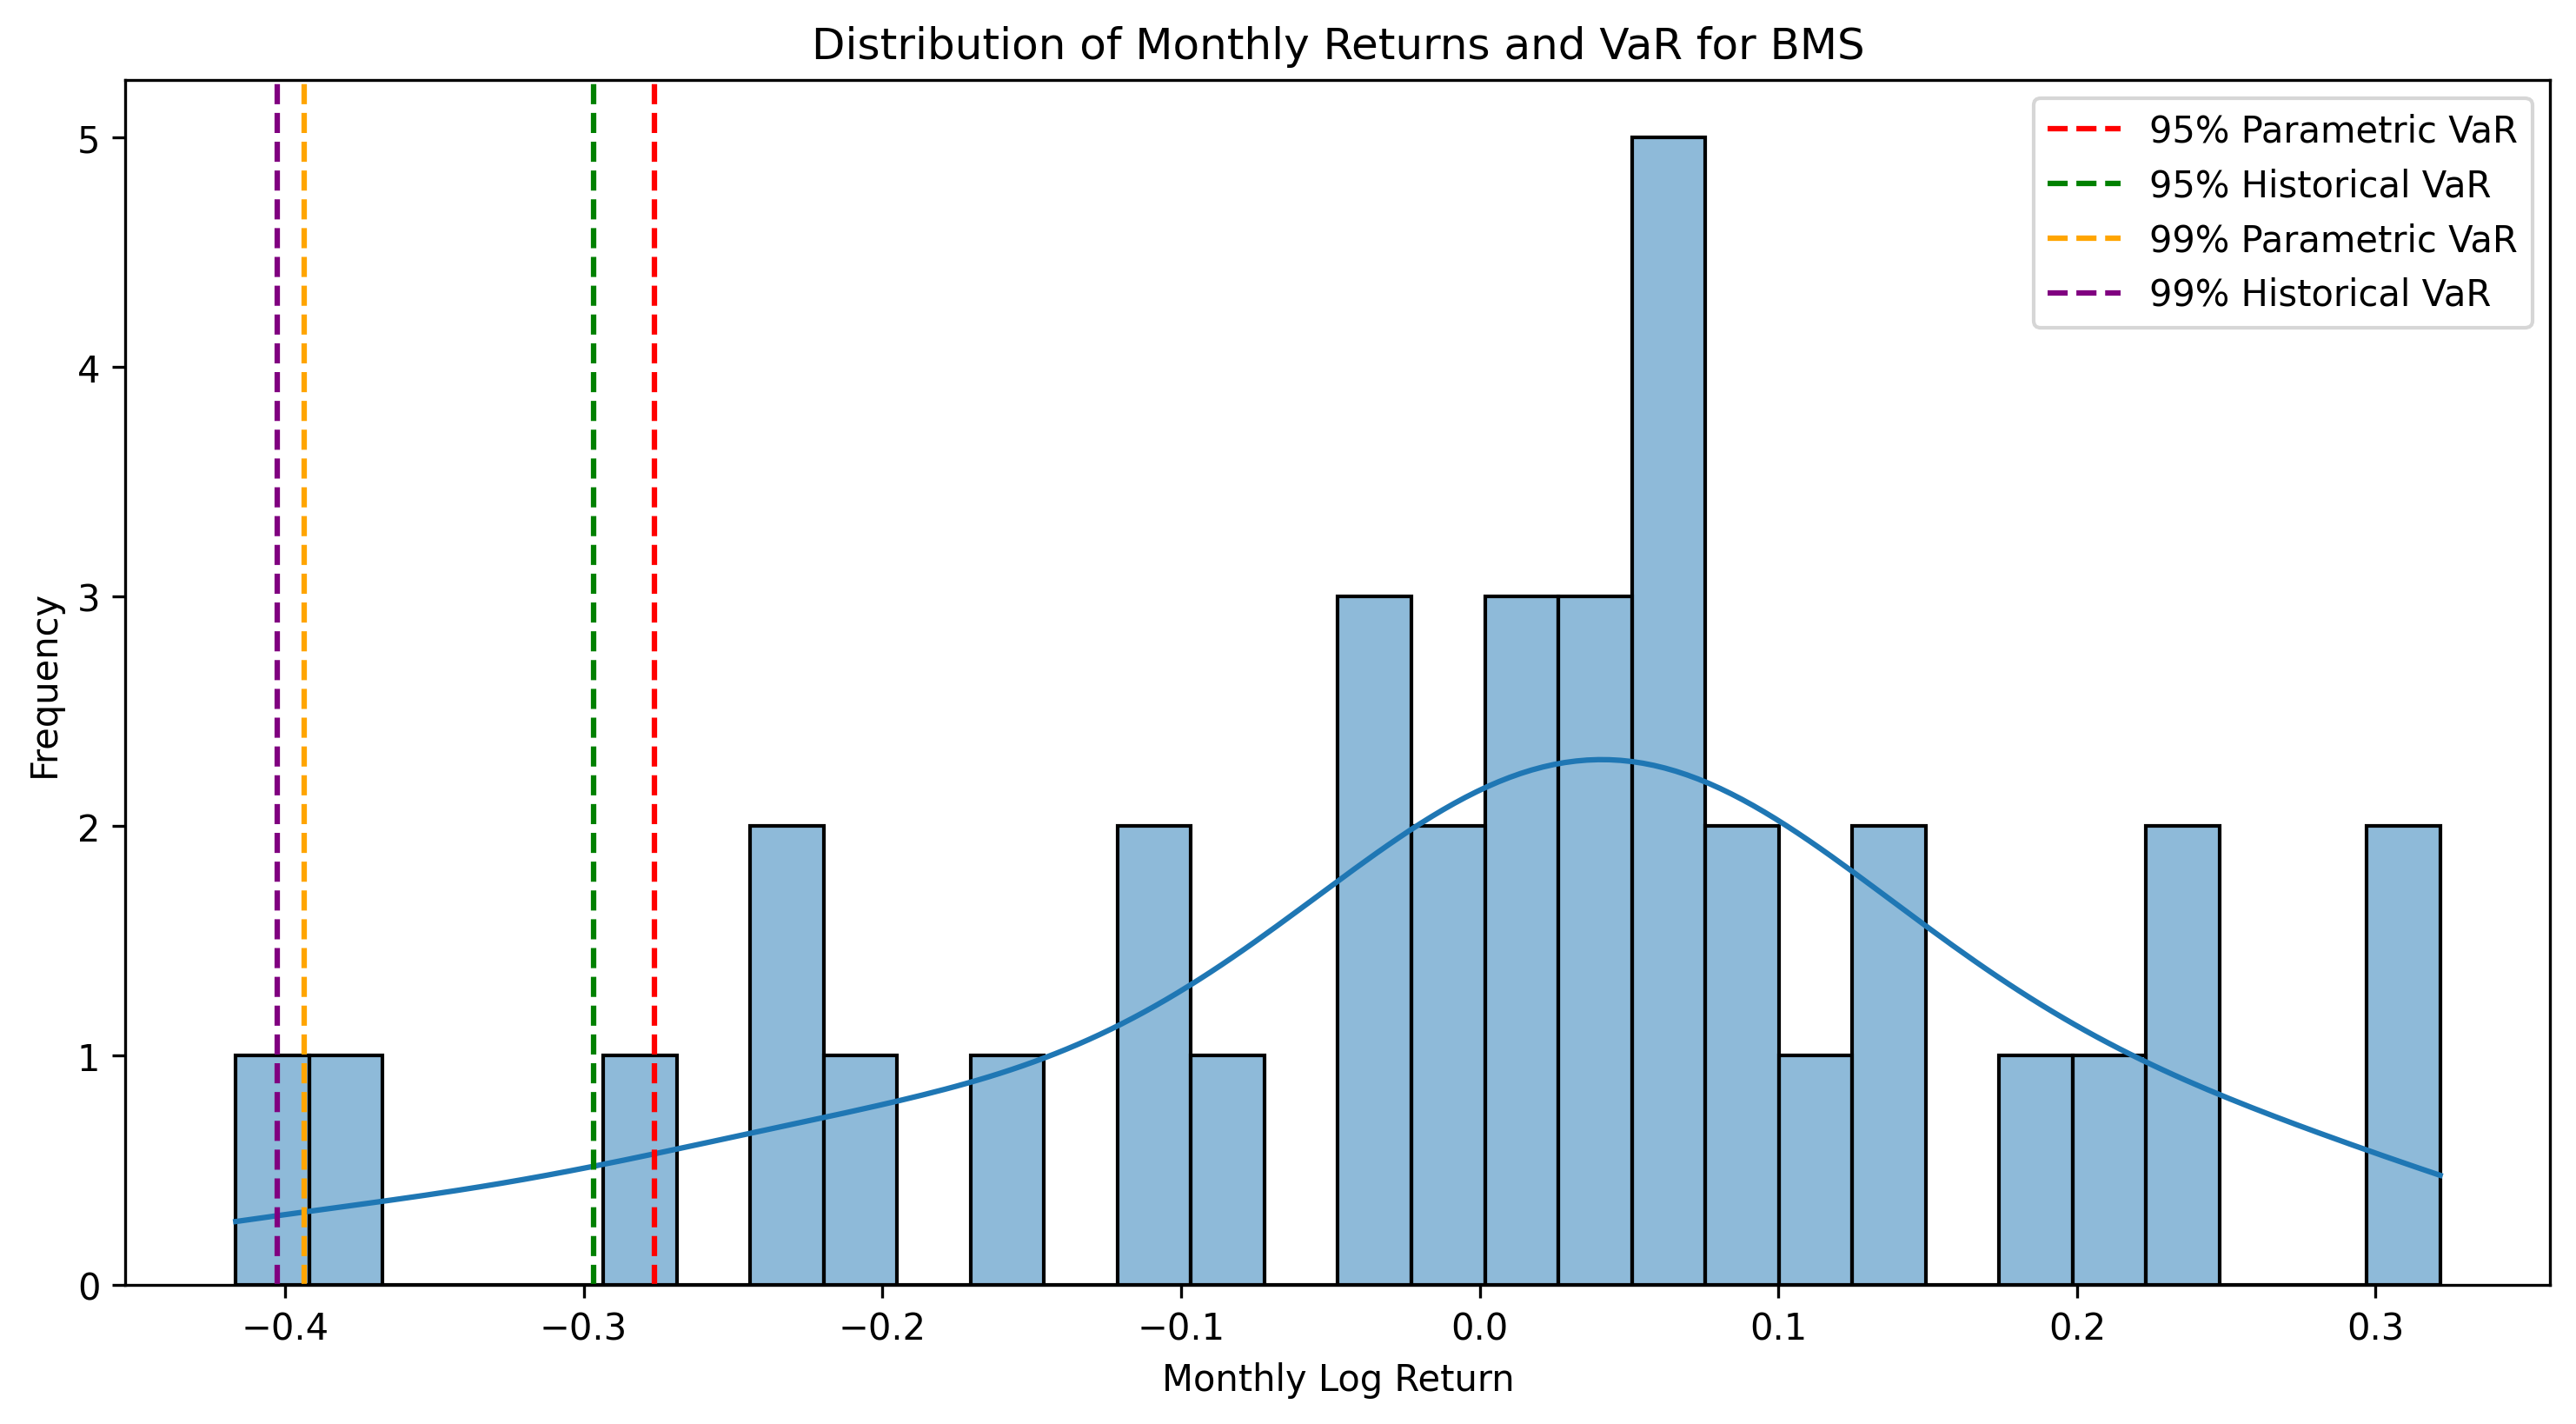 Distribution of Monthly Returns and VaR for BMS
95% Parametric VaR
95% Historical VaR
99% Parametric VaR
99% Historical VaR
5
4
3
2
1
0
Frequency
−0.4 −0.3 −0.2 −0.1 0.0 0.1 0.2 0.3
Monthly Log Return